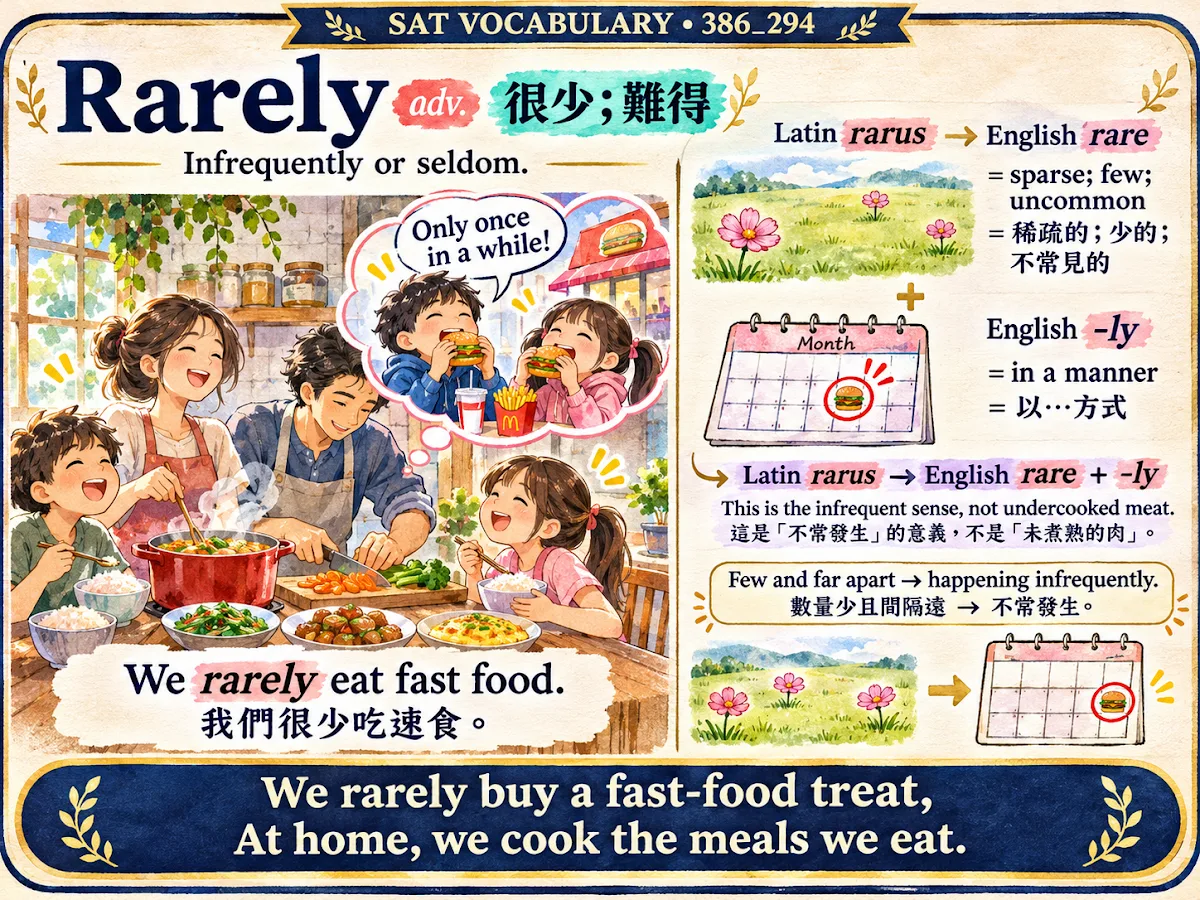 SAT VOCABULARY • 386_294
Rarely adv. 很少；難得
Infrequently or seldom.
Only once
in a while!
We rarely eat fast food.
我們很少吃速食。
Latin rarus → English rare
= sparse; few;
uncommon
= 稀疏的；少的；
不常見的
+
Month
English -ly
= in a manner
= 以…方式
Latin rarus → English rare + -ly
This is the infrequent sense, not undercooked meat.
這是「不常發生」的意義，不是「未煮熟的肉」。
Few and far apart → happening infrequently.
數量少且間隔遠 → 不常發生。
We rarely buy a fast-food treat,
At home, we cook the meals we eat.